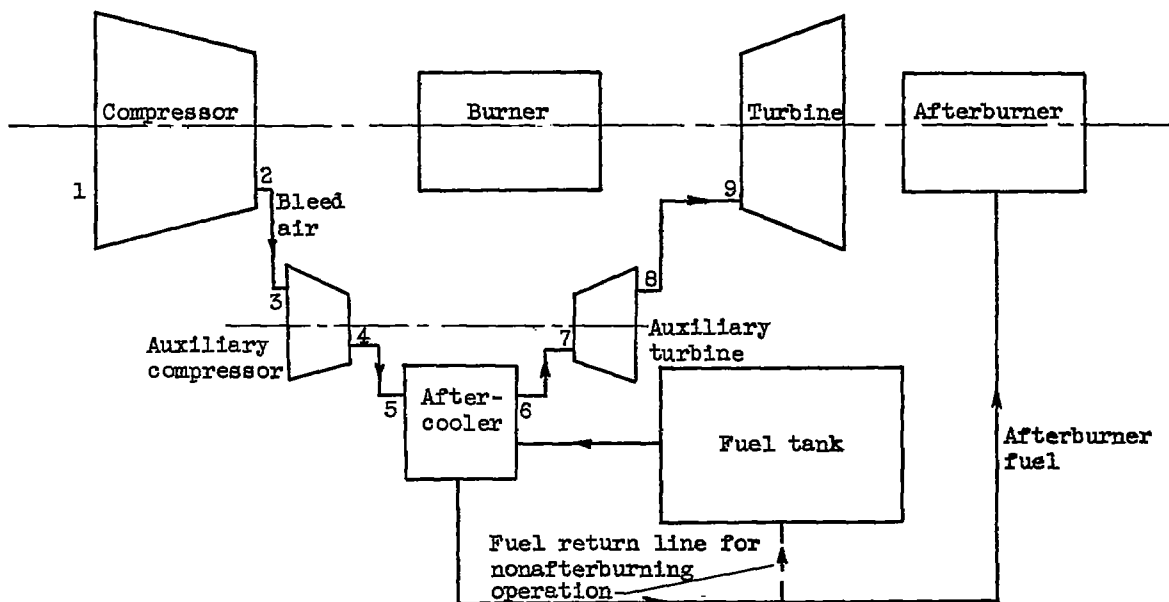 Compressor
Burner
Turbine
Afterburner
1
2
Bleed
air
9
3
8
4
7
Auxiliary
compressor
Auxiliary
turbine
5
After-
cooler
6
Fuel tank
Afterburner
fuel
Fuel return line for
nonafterburning
operation